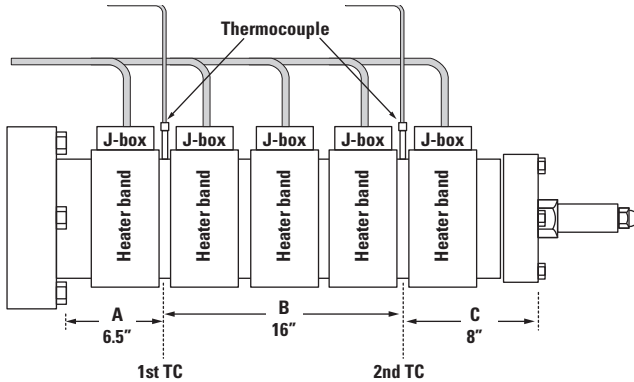 Thermocouple
J-box J-box J-box J-box J-box
Heater band Heater band Heater band Heater band Heater band
A B C
6.5″ 16″ 8″
1st TC 2nd TC